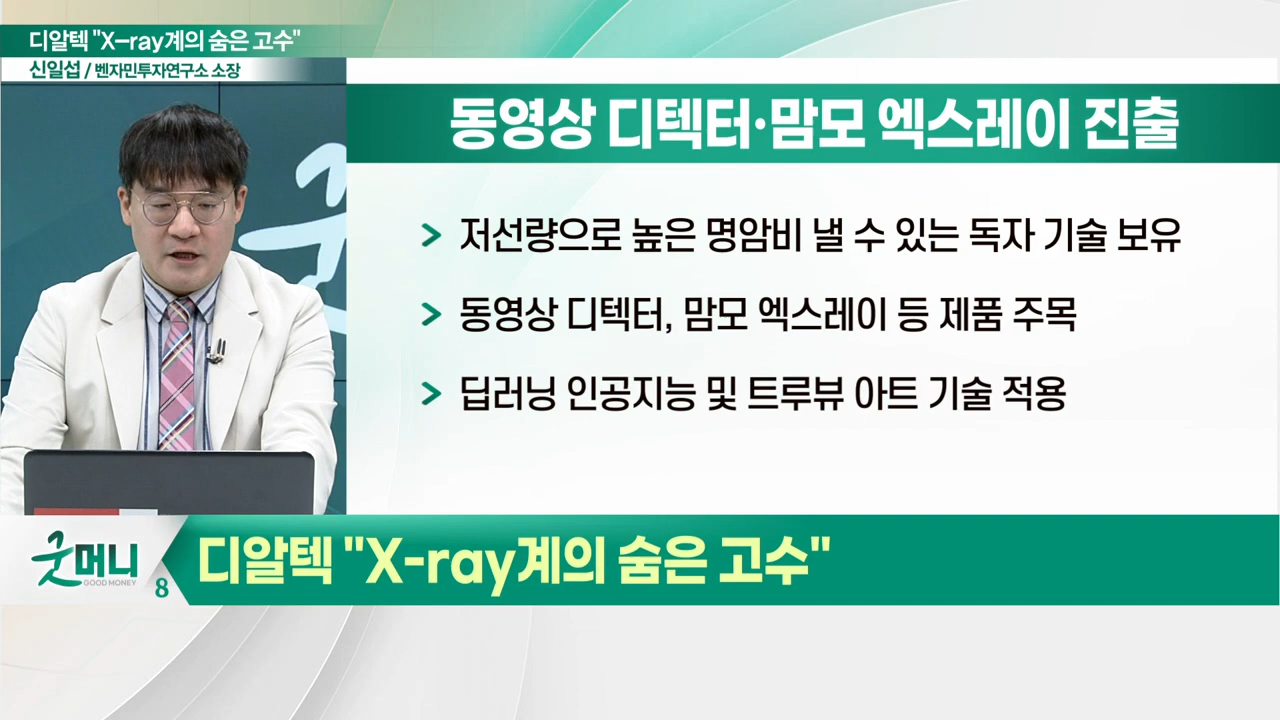 디알텍 "X-ray계의 숨은 고수"
신일섭 / 벤자민투자연구소 소장
동영상 디텍터·맘모 엑스레이 진출
> 저선량으로 높은 명암비 낼 수 있는 독자 기술 보유
> 동영상 디텍터, 맘모 엑스레이 등 제품 주목
> 딥러닝 인공지능 및 트루뷰 아트 기술 적용
굿머니
GOOD MONEY
8
디알텍 "X-ray계의 숨은 고수"